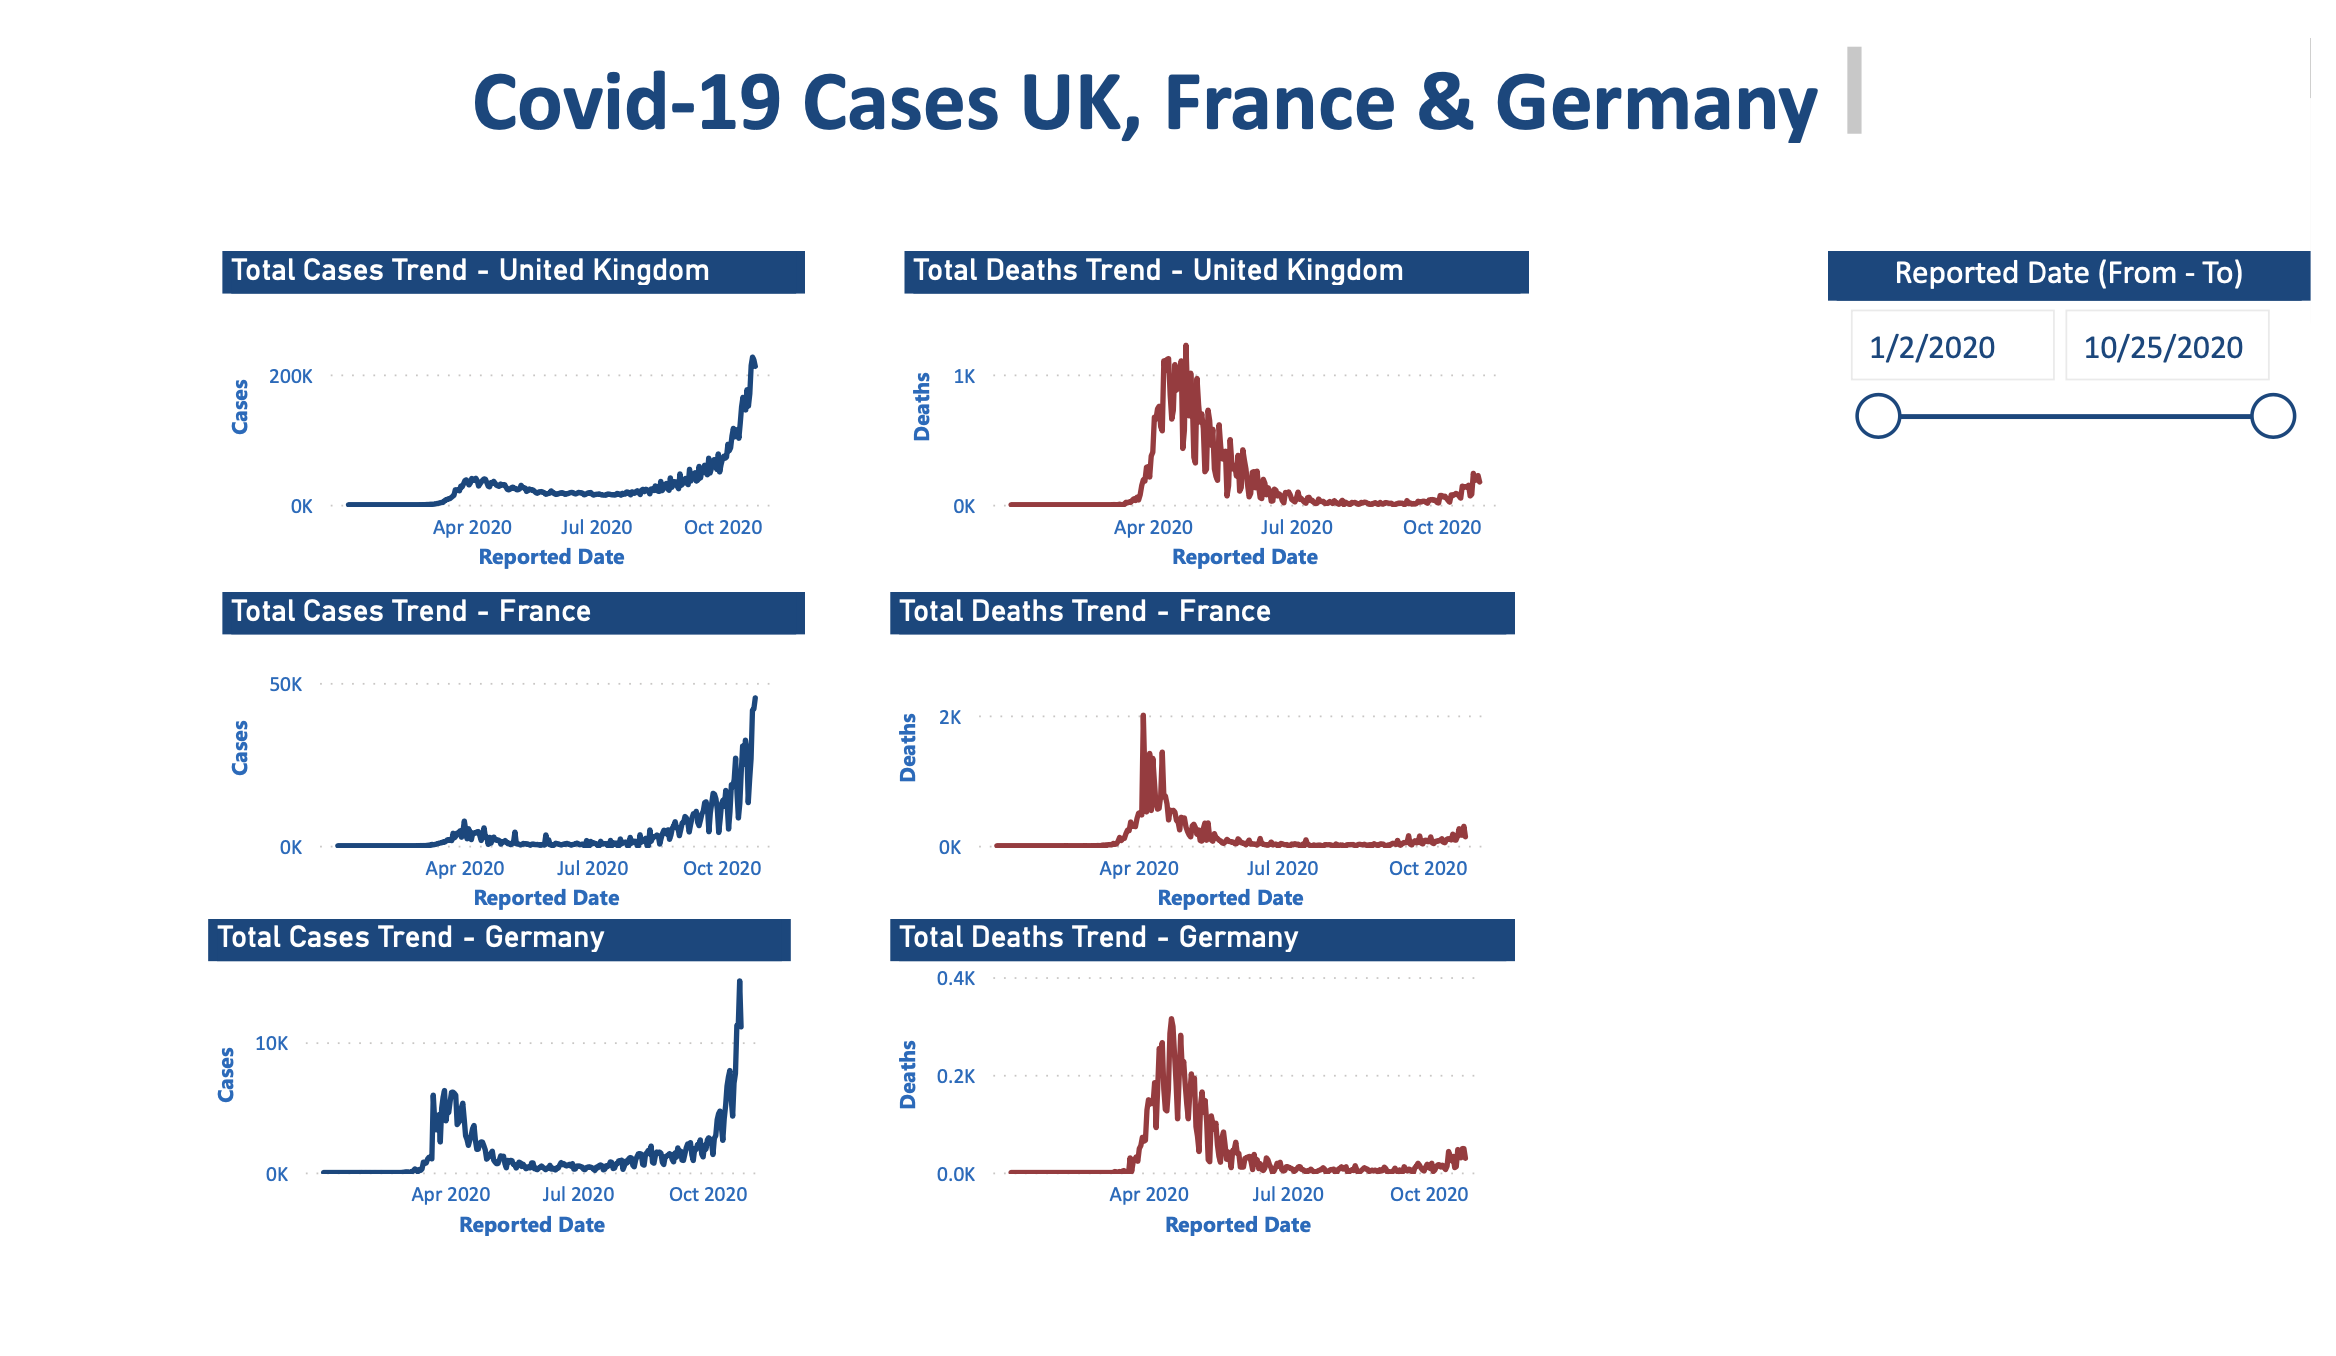 Covid-19 Cases UK, France & Germany
Total Cases Trend - United Kingdom
Cases
200K
0K
Apr 2020 Jul 2020 Oct 2020
Reported Date
Total Deaths Trend - United Kingdom
Deaths
1K
0K
Apr 2020 Jul 2020 Oct 2020
Reported Date
Reported Date (From - To)
1/2/2020 10/25/2020
Total Cases Trend - France
Cases
50K
0K
Apr 2020 Jul 2020 Oct 2020
Reported Date
Total Deaths Trend - France
Deaths
2K
0K
Apr 2020 Jul 2020 Oct 2020
Reported Date
Total Cases Trend - Germany
Cases
10K
0K
Apr 2020 Jul 2020 Oct 2020
Reported Date
Total Deaths Trend - Germany
Deaths
0.4K
0.2K
0.0K
Apr 2020 Jul 2020 Oct 2020
Reported Date